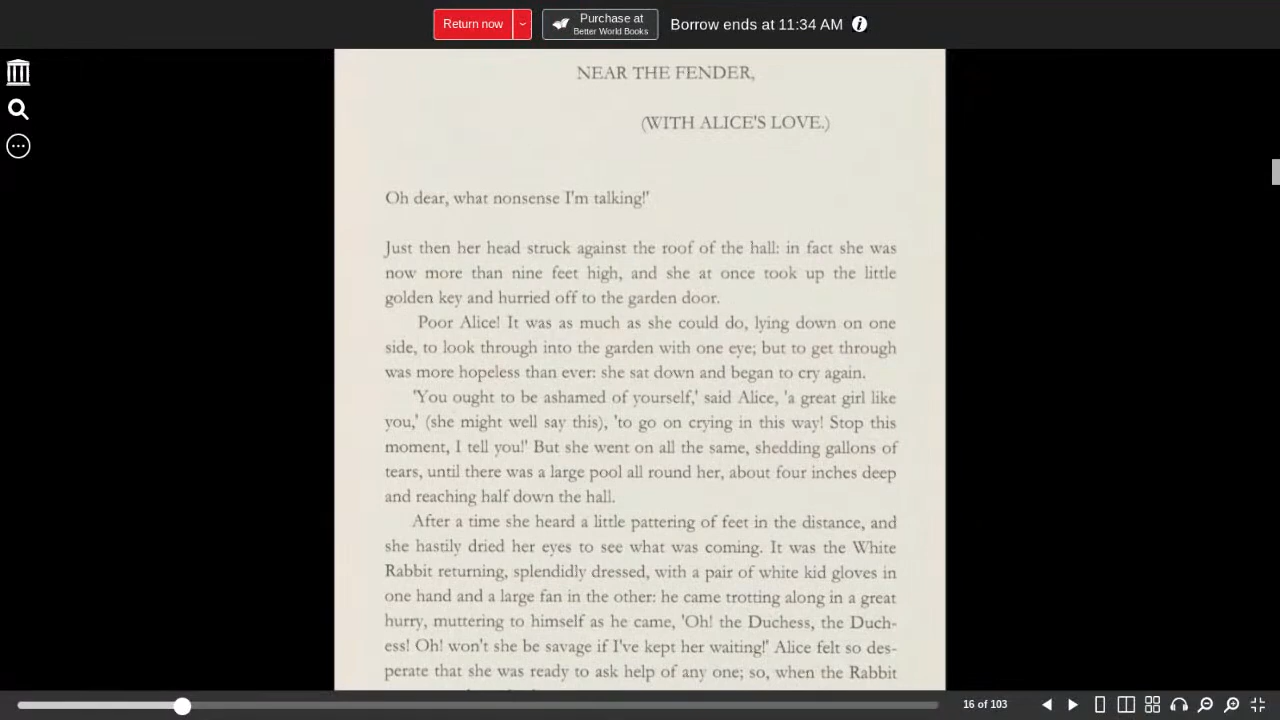 Return now
Purchase at
Better World Books
Borrow ends at 11:34 AM
NEAR THE FENDER,
(WITH ALICE'S LOVE.)
Oh dear, what nonsense I'm talking!'
Just then her head struck against the roof of the hall: in fact she was
now more than nine feet high, and she at once took up the little
golden key and hurried off to the garden door.
Poor Alice! It was as much as she could do, lying down on one
side, to look through into the garden with one eye; but to get through
was more hopeless than ever: she sat down and began to cry again.
'You ought to be ashamed of yourself,' said Alice, 'a great girl like
you,' (she might well say this), 'to go on crying in this way! Stop this
moment, I tell you!' But she went on all the same, shedding gallons of
tears, until there was a large pool all round her, about four inches deep
and reaching half down the hall.
After a time she heard a little pattering of feet in the distance, and
she hastily dried her eyes to see what was coming. It was the White
Rabbit returning, splendidly dressed, with a pair of white kid gloves in
one hand and a large fan in the other: he came trotting along in a great
hurry, muttering to himself as he came, 'Oh! the Duchess, the Duch-
ess! Oh! won't she be savage if I've kept her waiting!' Alice felt so des-
perate that she was ready to ask help of any one; so, when the Rabbit
16 of 103